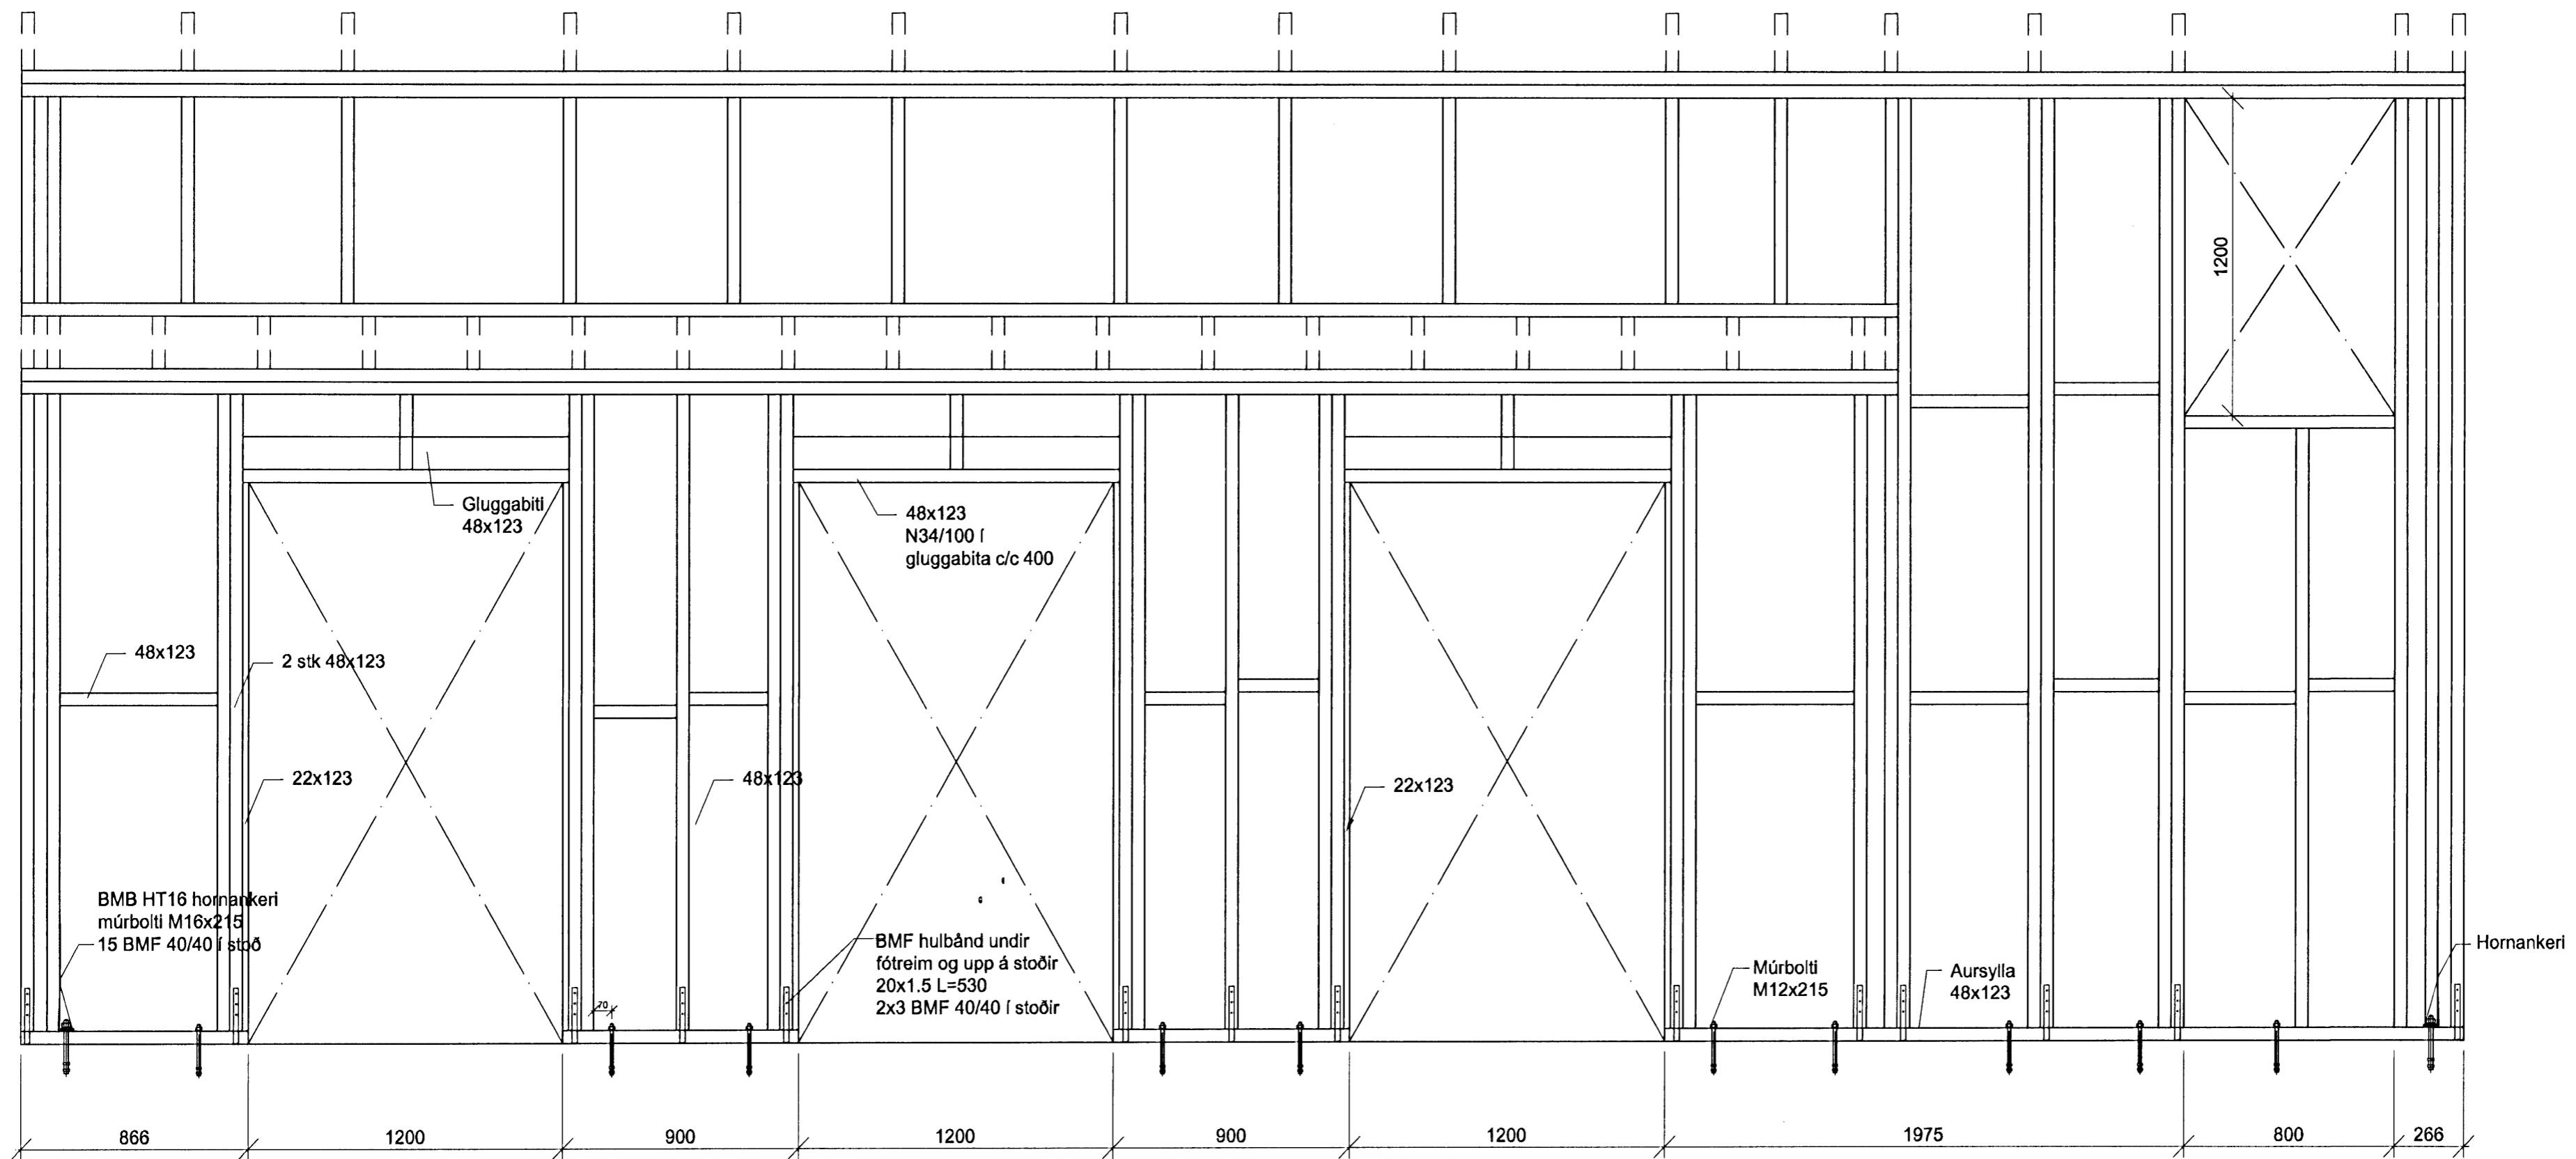 1200
Gluggabiti
48x123
48x123
N34/100 í
gluggabita c/c 400
48x123
2 stk 48x123
22x123
48x123
22x123
BMB HT16 hornankeri
múrbolti M16x215
15 BMF 40/40 í stoð
BMF hulbånd undir
fótreim og upp á stoðir
20x1.5 L=530
2x3 BMF 40/40 í stoðir
Múrbolti
M12x215
Aursylla
48x123
Hornankeri
70
866
1200
900
1200
900
1200
1975
800
266